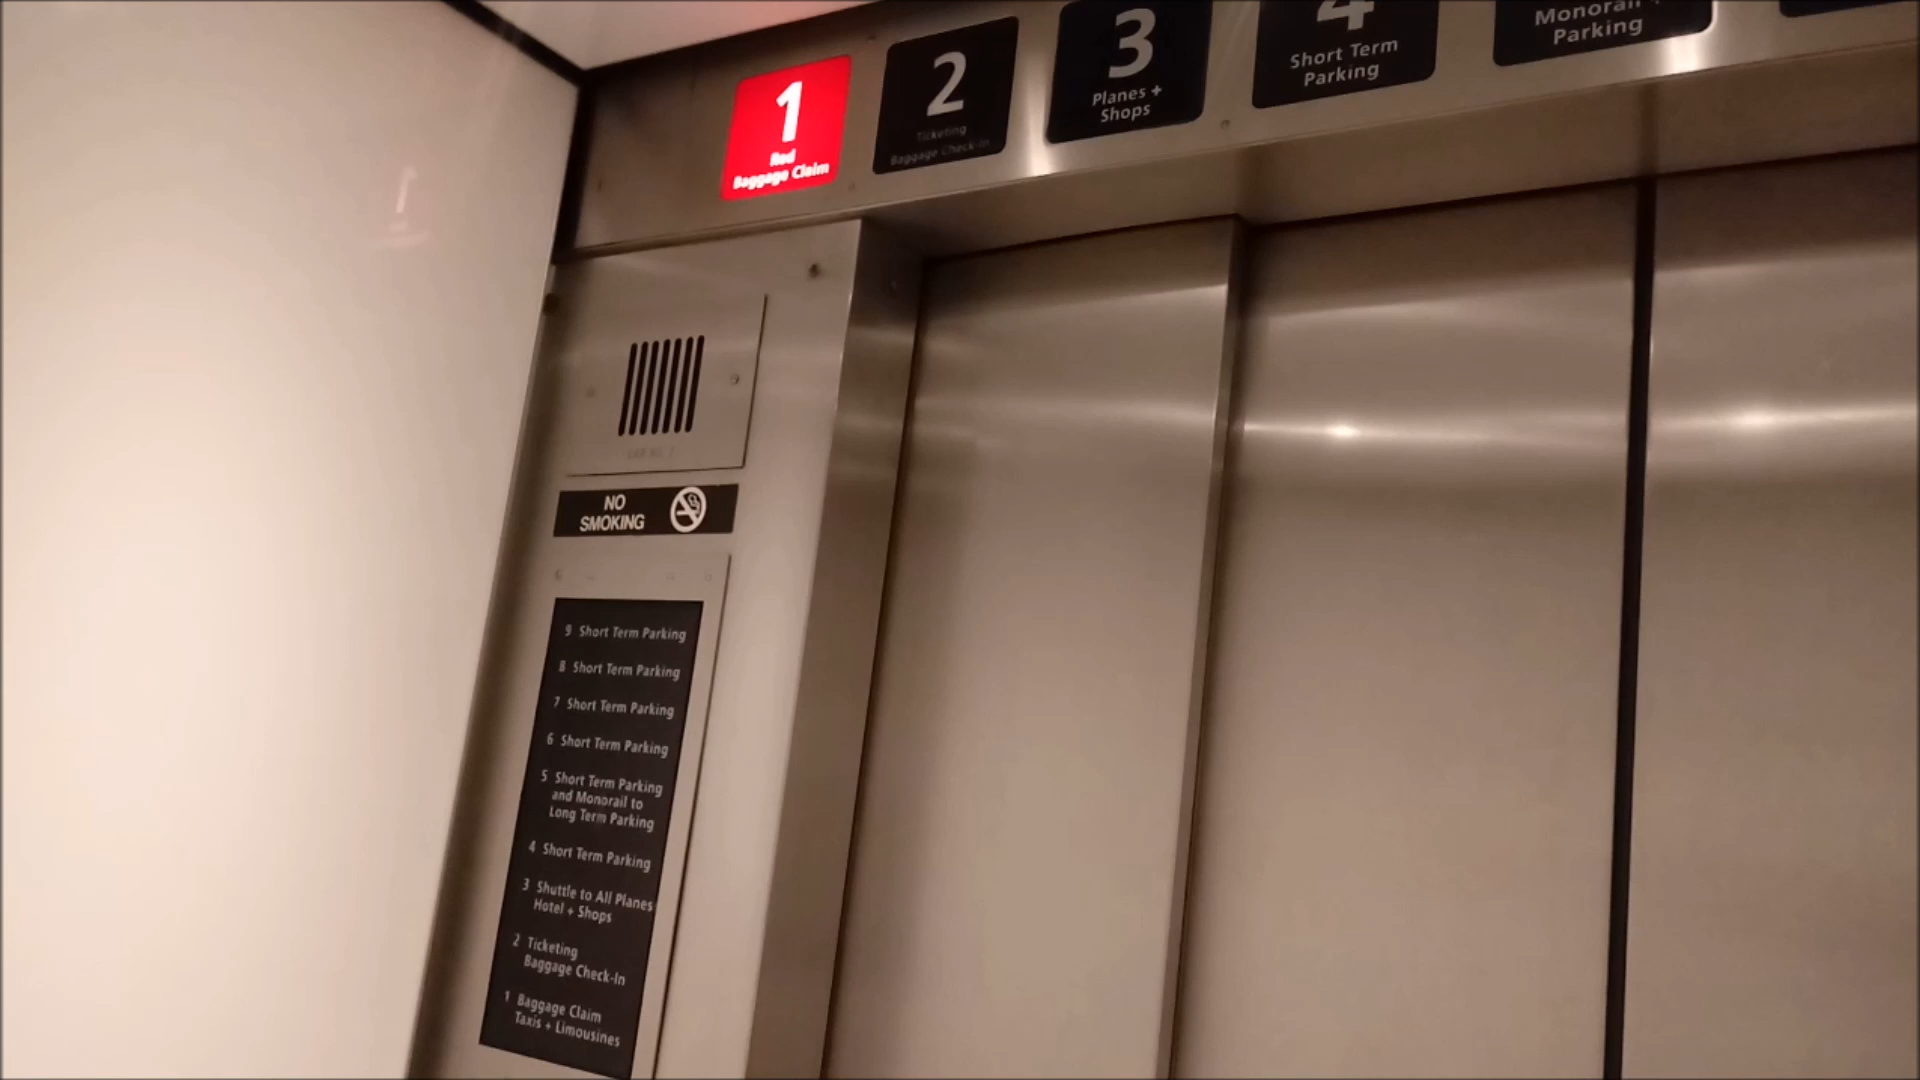 1
Red
Baggage Claim
2
Ticketing
Baggage Check-In
3
Planes +
Shops
4
Short Term
Parking
Monorail +
Parking
NO
SMOKING
9 Short Term Parking
8 Short Term Parking
7 Short Term Parking
6 Short Term Parking
5 Short Term Parking
and Monorail to
Long Term Parking
4 Short Term Parking
3 Shuttle to All Planes
Hotel + Shops
2 Ticketing
Baggage Check-In
1 Baggage Claim
Taxis + Limousines